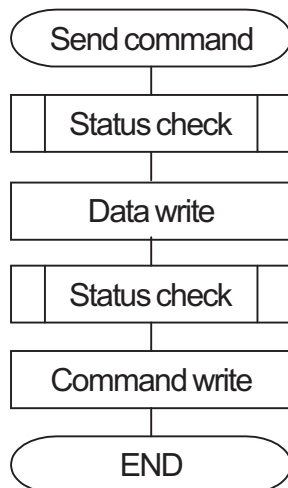 Send command
Status check
Data write
Status check
Command write
END